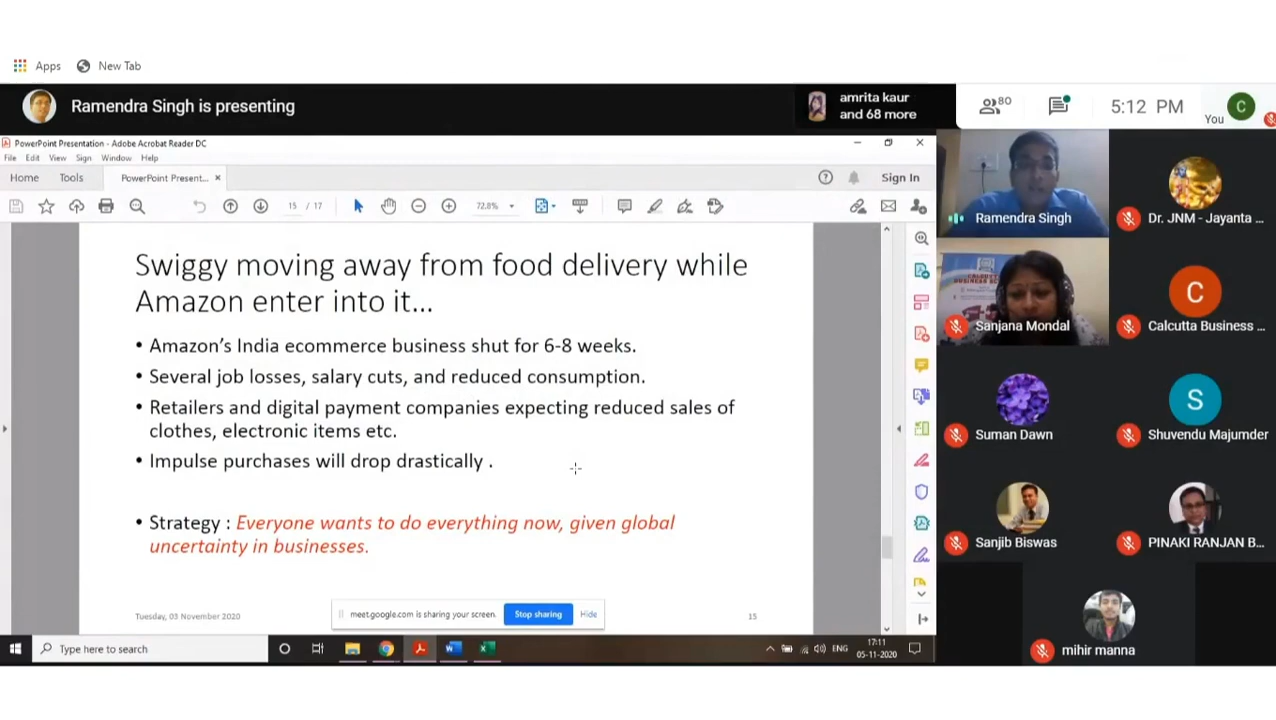 Apps New Tab
Ramendra Singh is presenting
amrita kaur
and 68 more
80
5:12 PM
You
C
PowerPoint Presentation - Adobe Acrobat Reader DC
File Edit View Sign Window Help
Home Tools PowerPoint Present... × Sign In
15 / 17 72.8%
Swiggy moving away from food delivery while
Amazon enter into it...
• Amazon's India ecommerce business shut for 6-8 weeks.
• Several job losses, salary cuts, and reduced consumption.
• Retailers and digital payment companies expecting reduced sales of
clothes, electronic items etc.
• Impulse purchases will drop drastically .
• Strategy : Everyone wants to do everything now, given global
uncertainty in businesses.
Tuesday, 03 November 2020
15
meet.google.com is sharing your screen. Stop sharing Hide
Type here to search
ENG
17:11
05-11-2020
Ramendra Singh
Dr. JNM - Jayanta ...
Sanjana Mondal
C
Calcutta Business ...
Suman Dawn
S
Shuvendu Majumder
Sanjib Biswas
PINAKI RANJAN B...
mihir manna